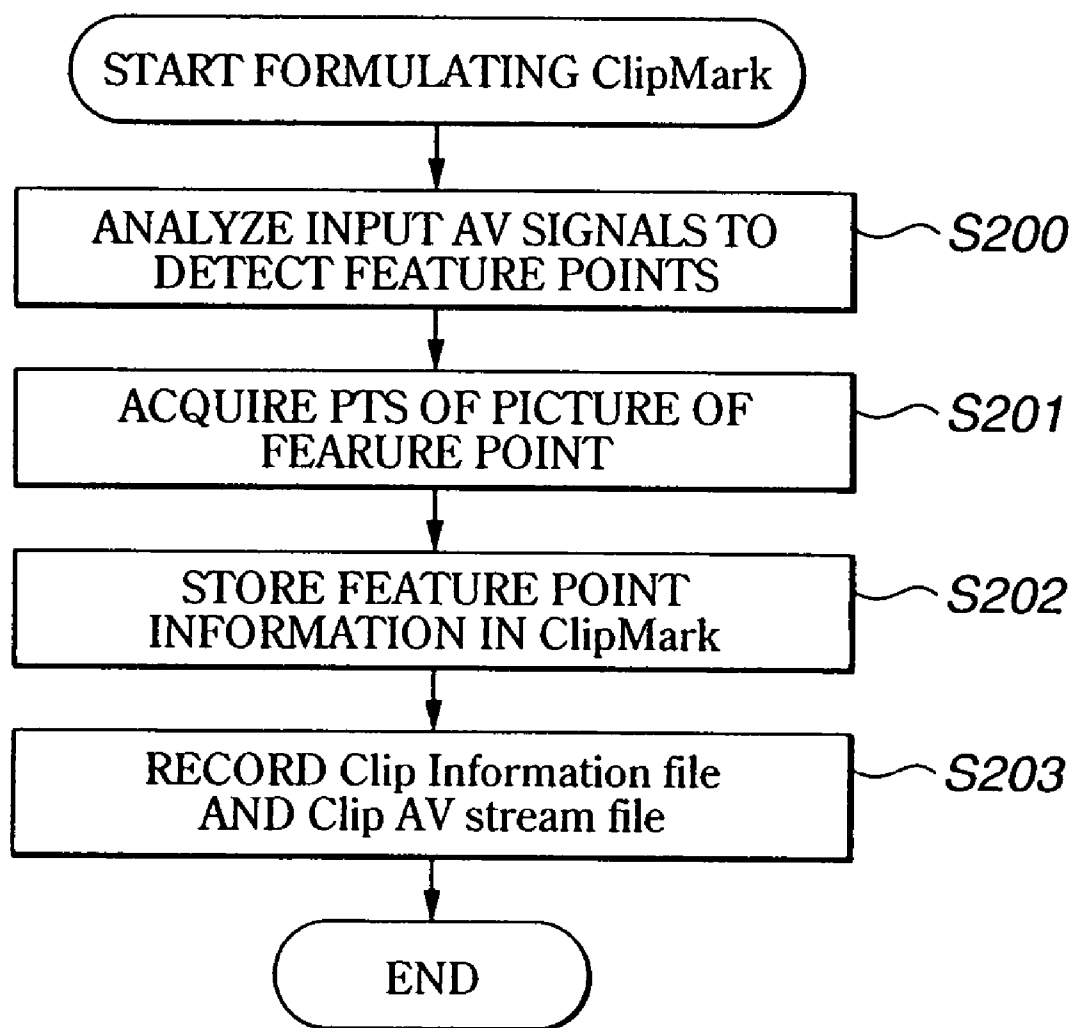 START FORMULATING ClipMark
ANALYZE INPUT AV SIGNALS TO
DETECT FEATURE POINTS
S200
ACQUIRE PTS OF PICTURE OF
FEARURE POINT
S201
STORE FEATURE POINT
INFORMATION IN ClipMark
S202
RECORD Clip Information file
AND Clip AV stream file
S203
END